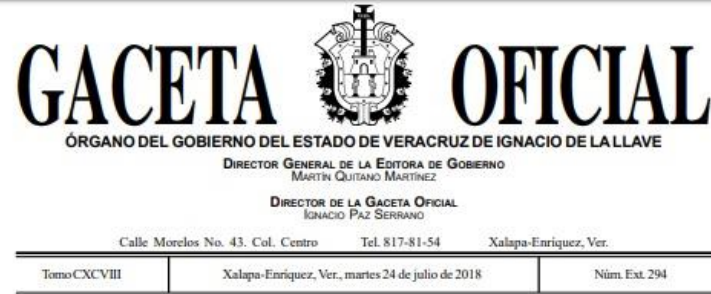 GACETA OFICIAL
ÓRGANO DEL GOBIERNO DEL ESTADO DE VERACRUZ DE IGNACIO DE LA LLAVE
DIRECTOR GENERAL DE LA EDITORA DE GOBIERNO
MARTÍN QUITANO MARTÍNEZ
DIRECTOR DE LA GACETA OFICIAL
IGNACIO PAZ SERRANO
Calle Morelos No. 43. Col. Centro Tel. 817-81-54 Xalapa-Enríquez, Ver.
Tomo CXCVIII Xalapa-Enríquez, Ver., martes 24 de julio de 2018 Núm. Ext. 294